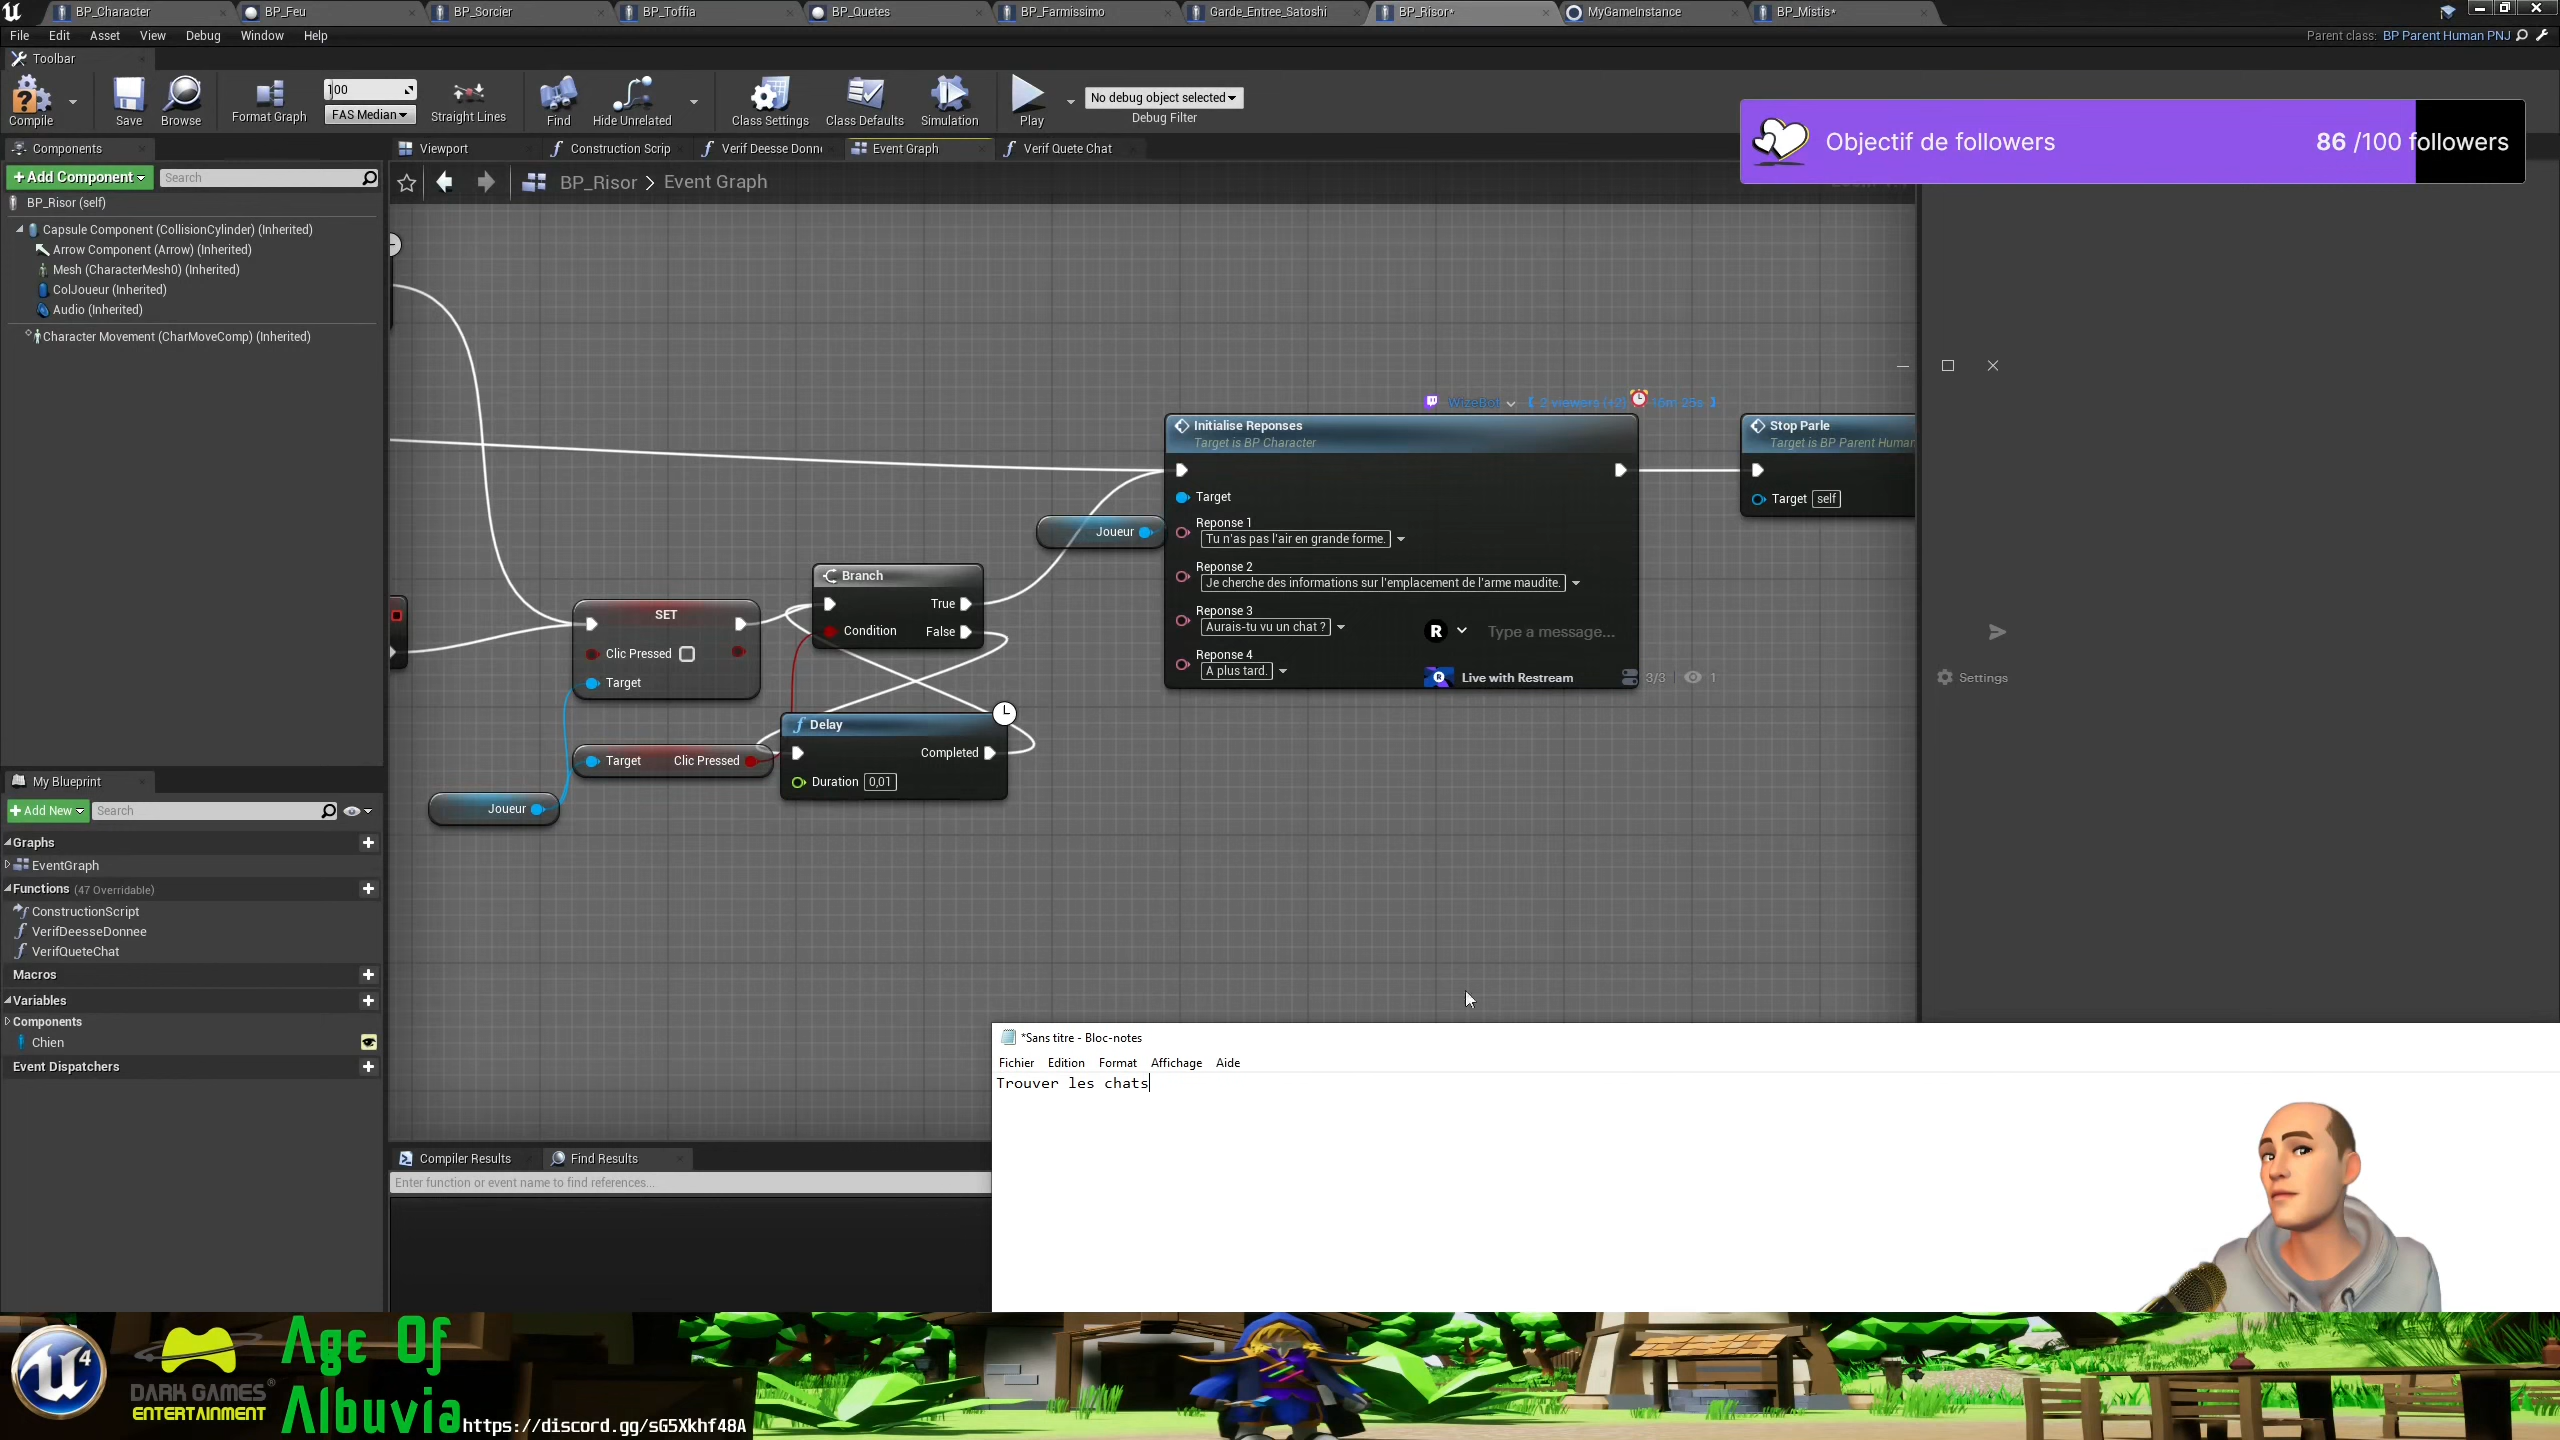 BP_Character
BP_Feu
BP_Sorcier
BP_Toffia
BP_Quetes
BP_Farmissimo
Garde_Entree_Satoshi
BP_Risor*
MyGameInstance
BP_Mistis*
File Edit Asset View Window Debug Window Help
Parent class: BP Parent Human PNJ
Toolbar
Compile
Save
Browse
Format Graph
100
FAS Median
Straight Lines
Find
Hide Unrelated
Class Settings
Class Defaults
Simulation
Play
No debug object selected
Debug Filter
Objectif de followers
86 /100 followers
Components
+Add Component
Search
BP_Risor (self)
Capsule Component (CollisionCylinder) (Inherited)
Arrow Component (Arrow) (Inherited)
Mesh (CharacterMesh0) (Inherited)
ColJoueur (Inherited)
Audio (Inherited)
Character Movement (CharMoveComp) (Inherited)
Viewport
Construction Scrip
Verif Deesse Donn
Event Graph
Verif Quete Chat
BP_Risor > Event Graph
WizeBot
[ 2 viewers (+2) 16m 25s ]
Initialise Reponses
Target is BP Character
Target
Reponse 1
Tu n'as pas l'air en grande forme.
Reponse 2
Je cherche des informations sur l'emplacement de l'arme maudite.
Reponse 3
Aurais-tu vu un chat ?
Reponse 4
A plus tard.
R
Type a message...
Live with Restream
3/3
1
Settings
Stop Parle
Target is BP Parent Human
Target self
Joueur
Branch
True
Condition
False
SET
Clic Pressed
Target
Target Clic Pressed
Joueur
Delay
Completed
Duration 0,01
My Blueprint
+Add New
Search
Graphs
EventGraph
Functions (47 Overridable)
ConstructionScript
VerifDeesseDonnee
VerifQueteChat
Macros
Variables
Components
Chien
Event Dispatchers
Compiler Results
Find Results
Enter function or event name to find references...
*Sans titre - Bloc-notes
Fichier Edition Format Affichage Aide
Trouver les chats
4
DARK GAMES®
ENTERTAINMENT
Age Of
Albuvia
https://discord.gg/sG5Xkhf48A